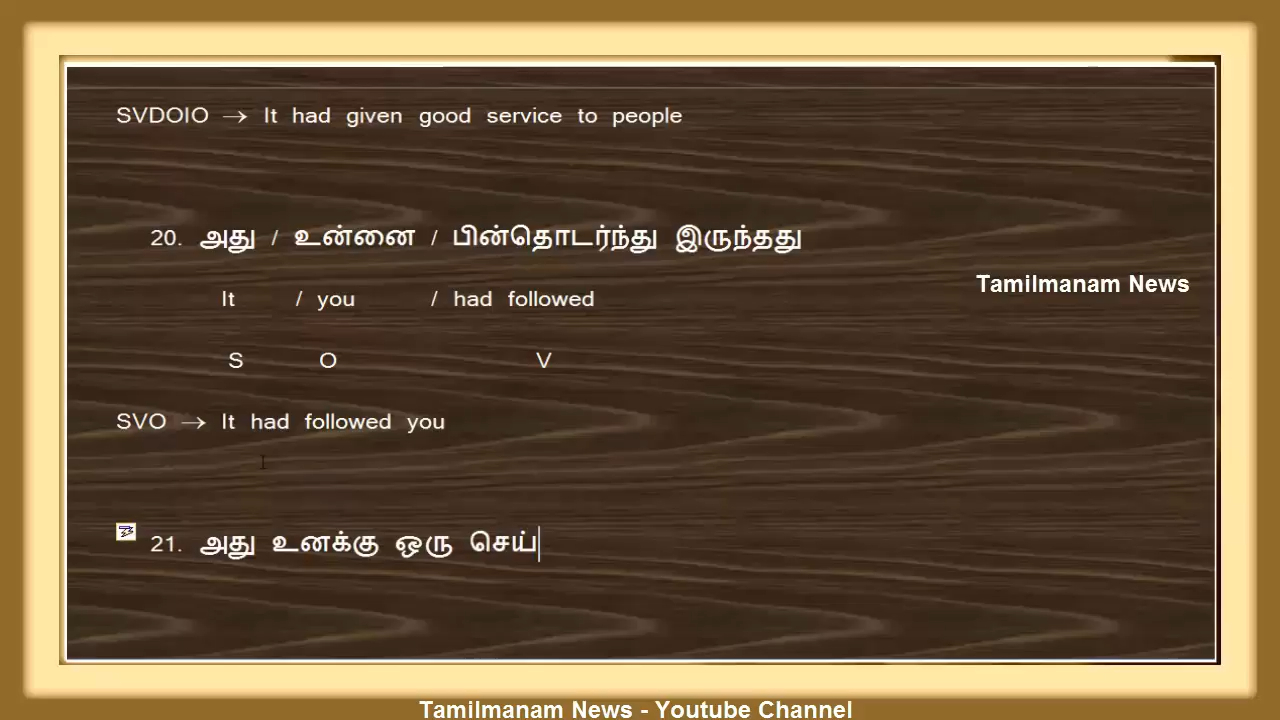 SVDOIO → It had given good service to people
20. அது / உன்னை / பின்தொடர்ந்து இருந்தது
Tamilmanam News
It / you / had followed
S O V
SVO → It had followed you
21. அது உனக்கு ஒரு செய்
Tamilmanam News - Youtube Channel